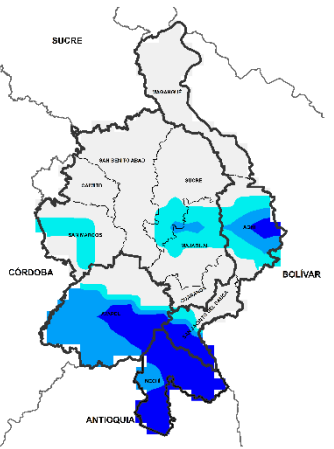 SUCRE
MAGANGUÉ
SAN BENITO ABAD
SUCRE
CAIMITO
SAN MARCOS
ACHÍ
MAJAGUAL
CÓRDOBA
BOLÍVAR
GUARANDA
AYAPEL
NECHÍ
ANTIOQUIA